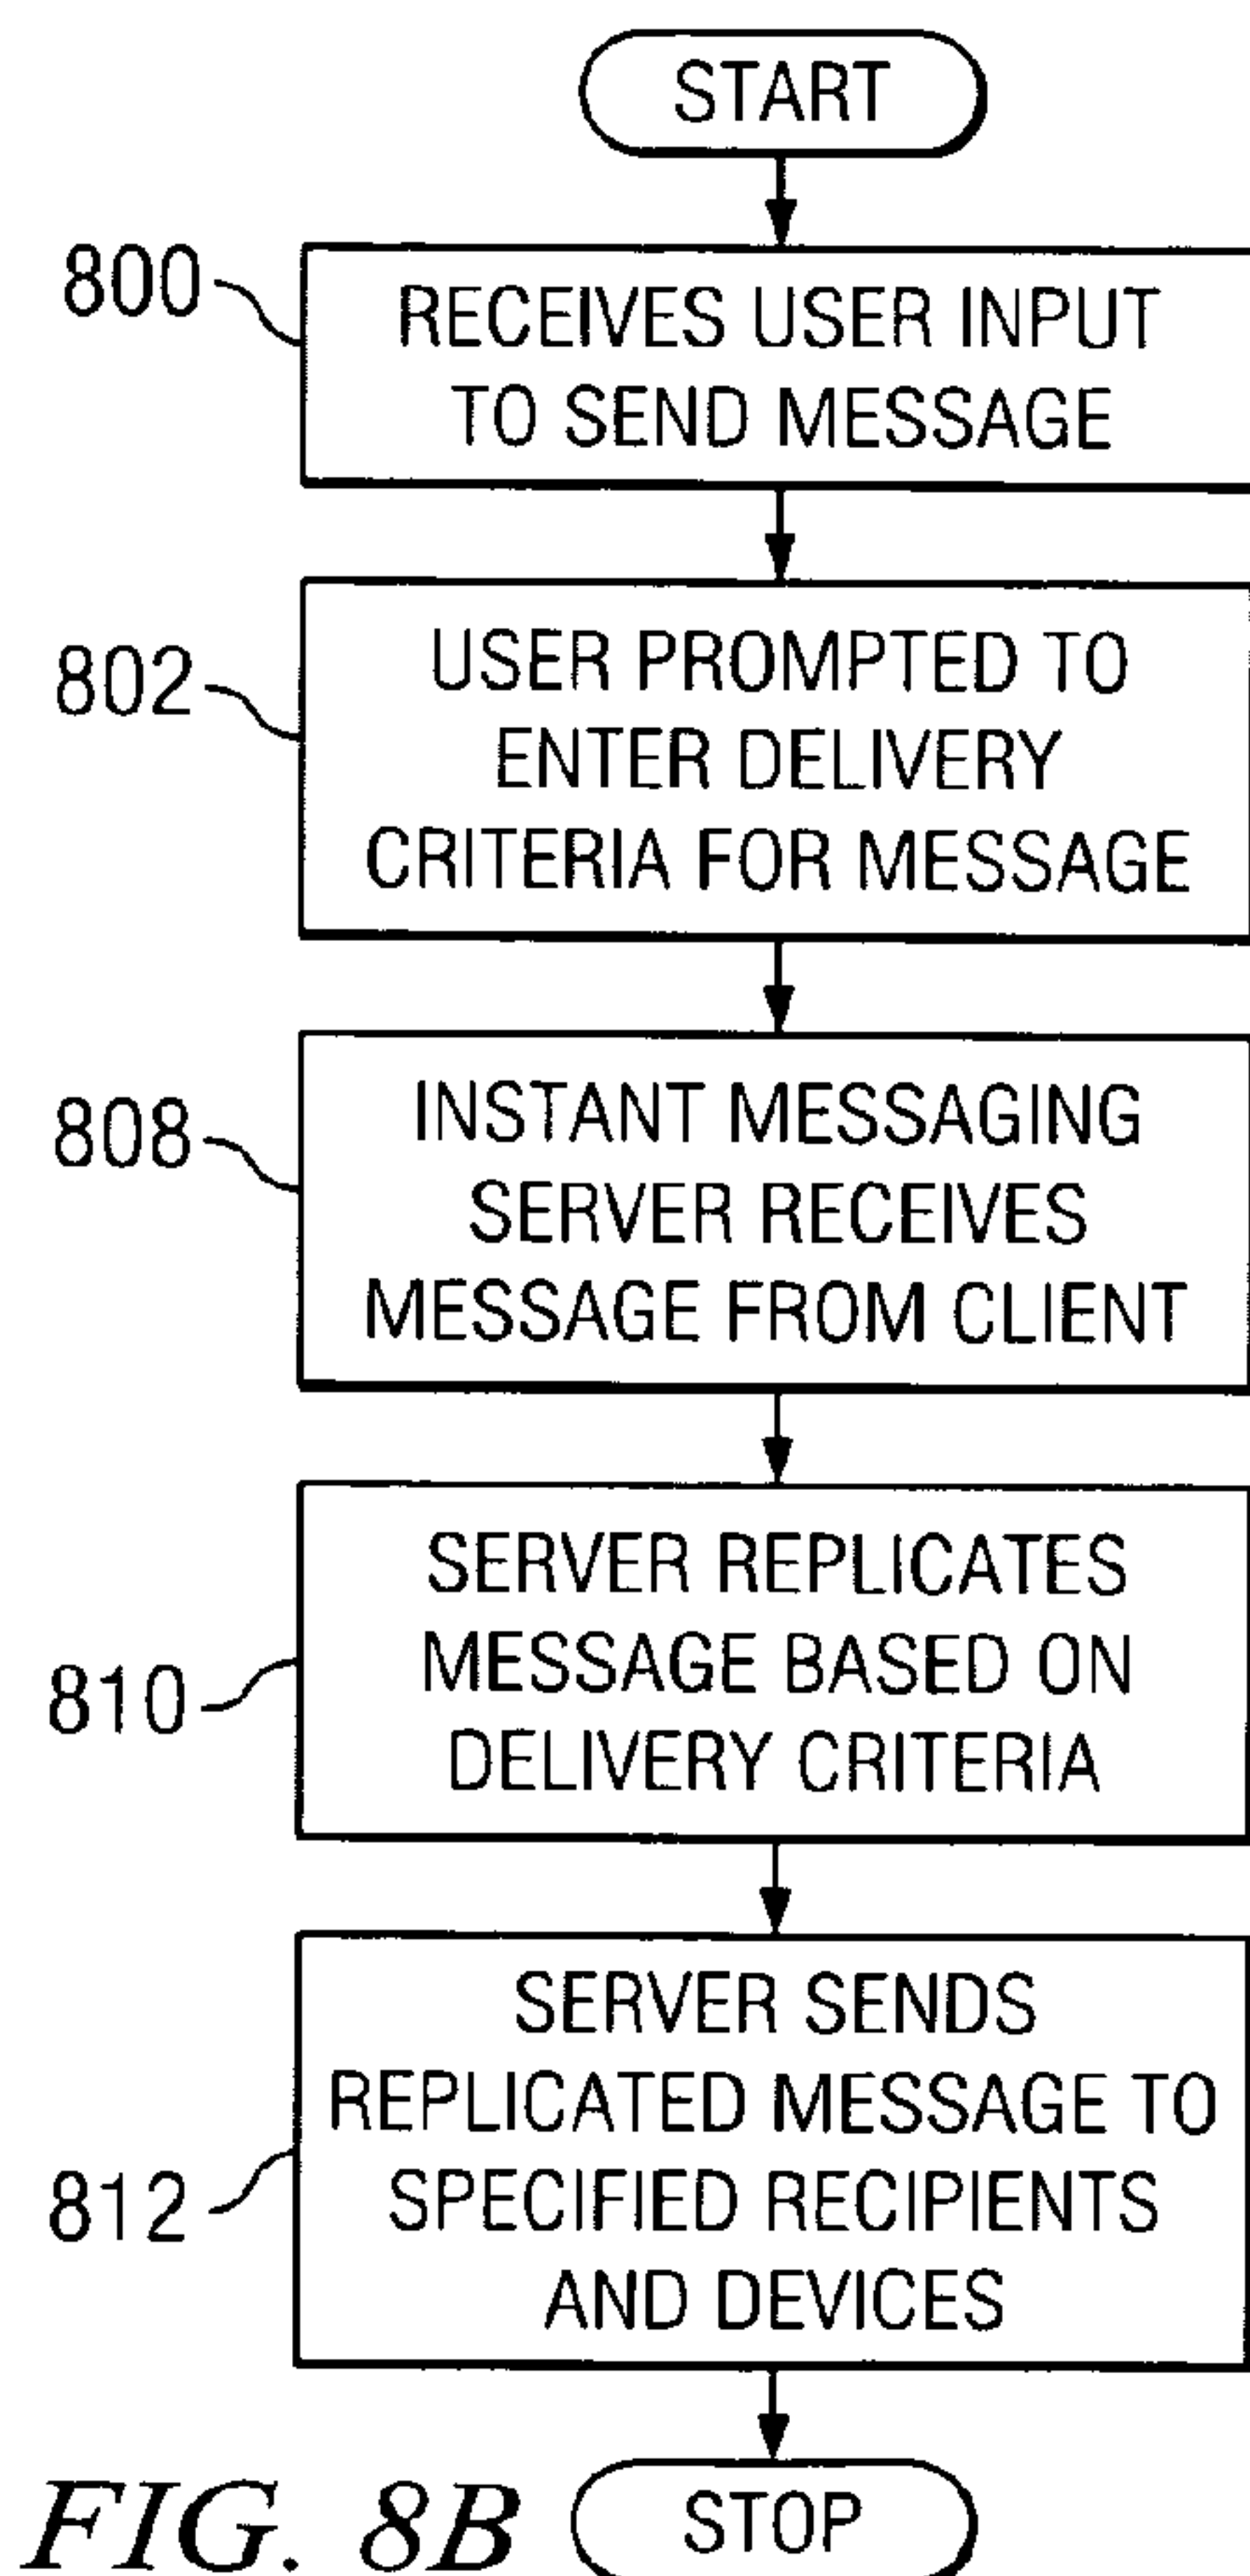 START
800
RECEIVES USER INPUT
TO SEND MESSAGE
802
USER PROMPTED TO
ENTER DELIVERY
CRITERIA FOR MESSAGE
808
INSTANT MESSAGING
SERVER RECEIVES
MESSAGE FROM CLIENT
810
SERVER REPLICATES
MESSAGE BASED ON
DELIVERY CRITERIA
812
SERVER SENDS
REPLICATED MESSAGE TO
SPECIFIED RECIPIENTS
AND DEVICES
STOP
FIG. 8B